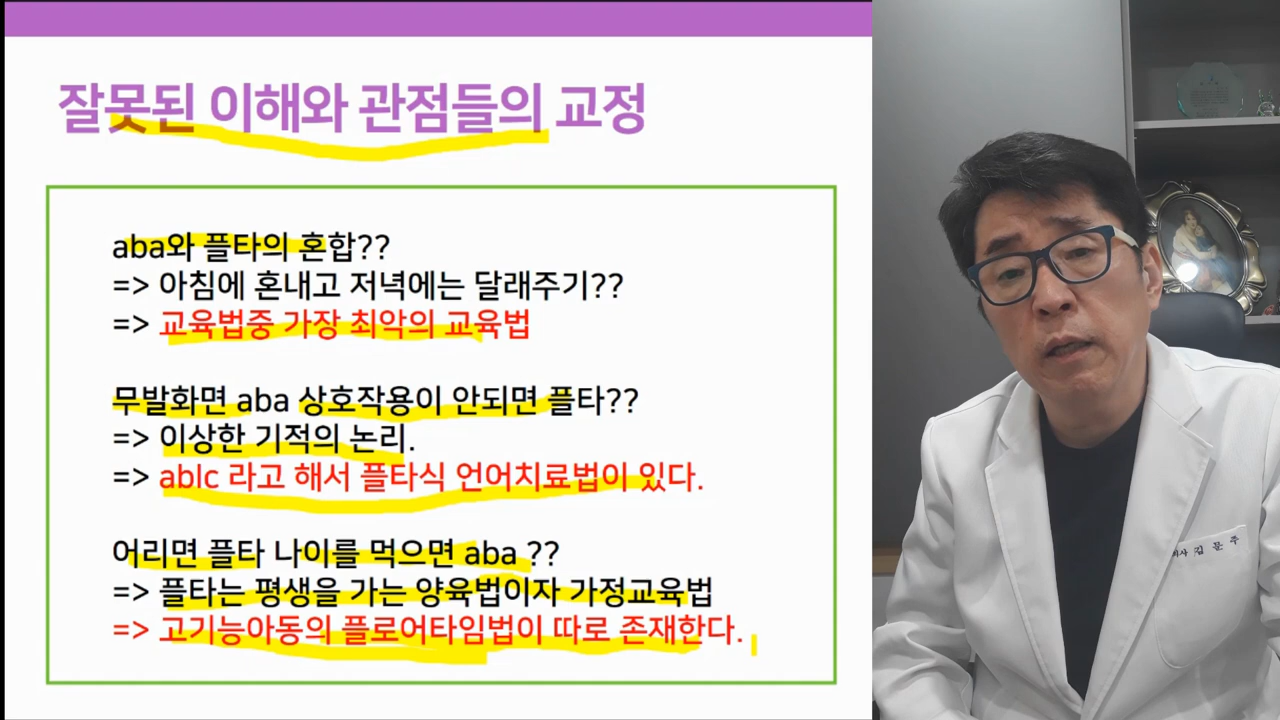 잘못된 이해와 관점들의 교정
aba와 플타의 혼합??
=> 아침에 혼내고 저녁에는 달래주기??
=> 교육법중 가장 최악의 교육법
무발화면 aba 상호작용이 안되면 플타??
=> 이상한 기적의 논리.
=> ablc 라고 해서 플타식 언어치료법이 있다.
어리면 플타 나이를 먹으면 aba ??
=> 플타는 평생을 가는 양육법이자 가정교육법
=> 고기능아동의 플로어타임법이 따로 존재한다.
김 문 주